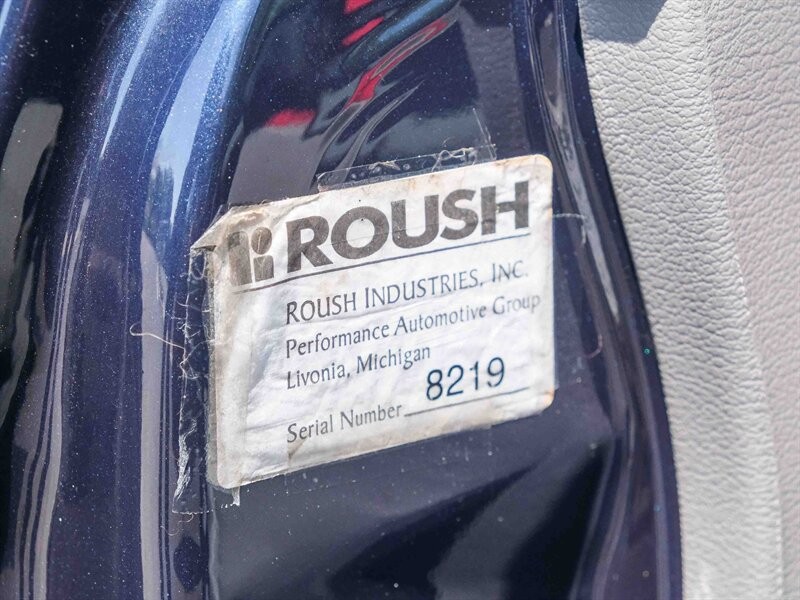 ROUSH
ROUSH INDUSTRIES, INC.
Performance Automotive Group
Livonia, Michigan
Serial Number 8219